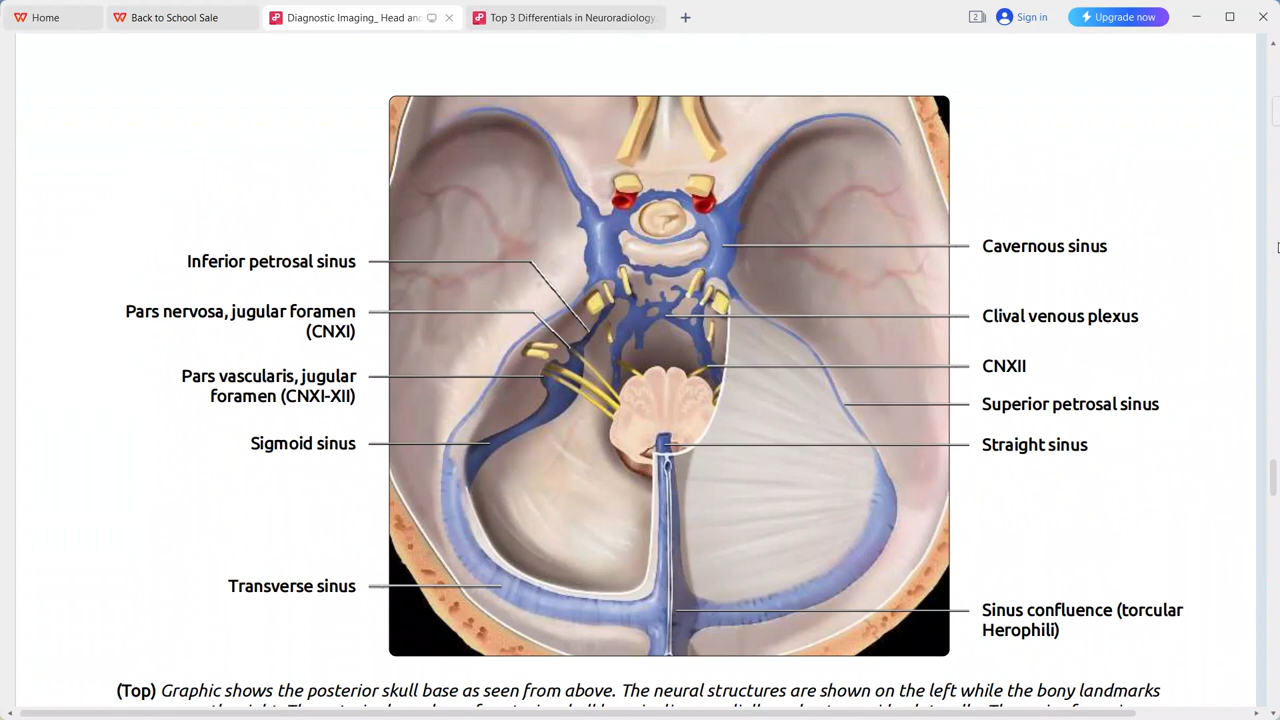 Home
Back to School Sale
Diagnostic Imaging_ Head and
Top 3 Differentials in Neuroradiology
2
Sign in
Upgrade now
Inferior petrosal sinus
Pars nervosa, jugular foramen
(CNXI)
Pars vascularis, jugular
foramen (CNXI-XII)
Sigmoid sinus
Transverse sinus
Cavernous sinus
Clival venous plexus
CNXII
Superior petrosal sinus
Straight sinus
Sinus confluence (torcular
Herophili)
(Top) Graphic shows the posterior skull base as seen from above. The neural structures are shown on the left while the bony landmarks